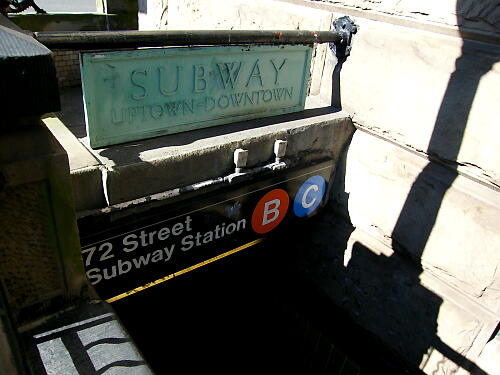 SUBWAY
UPTOWN-DOWNTOWN
72 Street
Subway Station B C